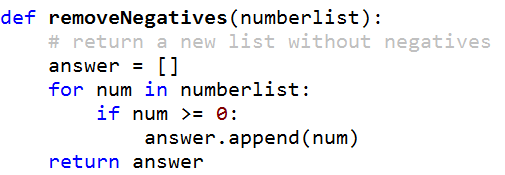 def removeNegatives(numberlist):
    # return a new list without negatives
    answer = []
    for num in numberlist:
        if num >= 0:
            answer.append(num)
    return answer